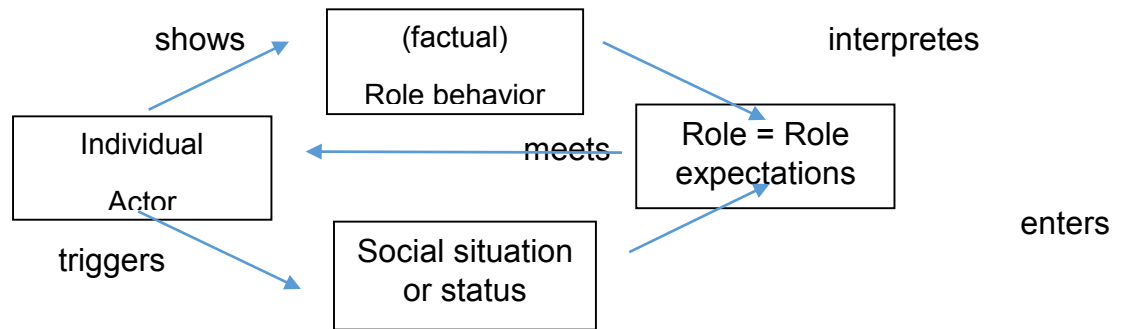 shows
(factual)
Role behavior
interpretes
Individual
Actor
meets
Role = Role
expectations
triggers
Social situation
or status
enters